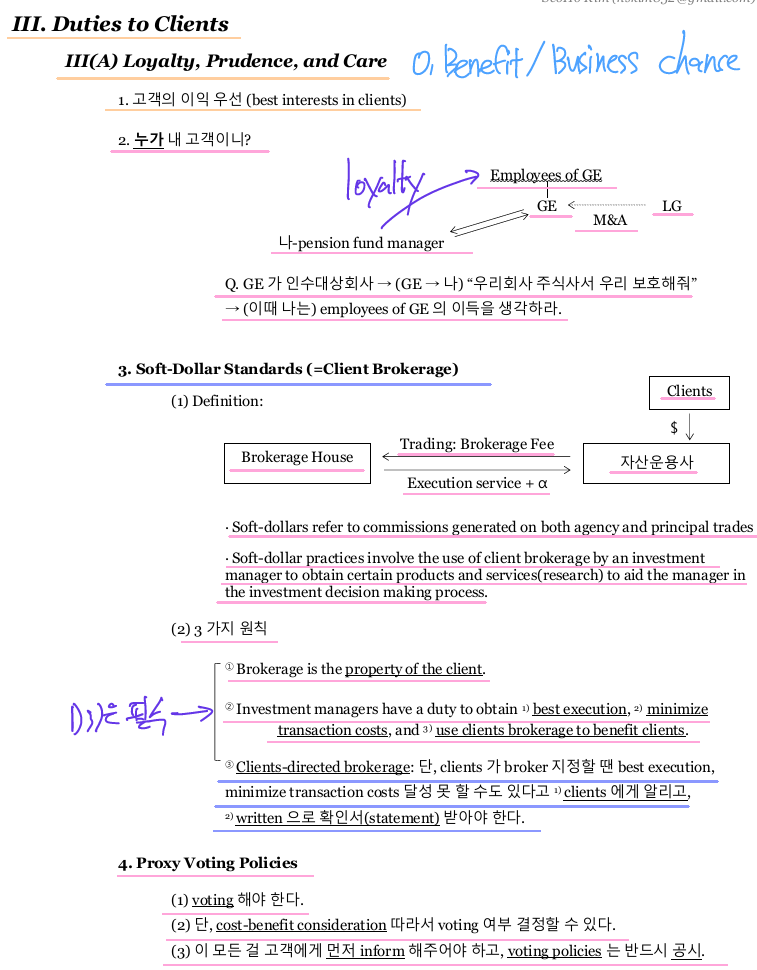 III. Duties to Clients
III(A) Loyalty, Prudence, and Care
0, Benefit/Business chance
1. 고객의 이익 우선 (best interests in clients)
2. 누가 내 고객이니?
loyalty
Employees of GE
GE
LG
M&A
나-pension fund manager
Q. GE 가 인수대상회사 → (GE → 나) “우리회사 주식사서 우리 보호해줘”
→ (이때 나는) employees of GE 의 이득을 생각하라.
3. Soft-Dollar Standards (=Client Brokerage)
(1) Definition:
Clients
$
Trading: Brokerage Fee
Brokerage House
자산운용사
Execution service + α
· Soft-dollars refer to commissions generated on both agency and principal trades
· Soft-dollar practices involve the use of client brokerage by an investment
manager to obtain certain products and services(research) to aid the manager in
the investment decision making process.
(2) 3 가지 원칙
① Brokerage is the property of the client.
② Investment managers have a duty to obtain 1) best execution, 2) minimize
transaction costs, and 3) use clients brokerage to benefit clients.
③ Clients-directed brokerage: 단, clients 가 broker 지정할 땐 best execution,
minimize transaction costs 달성 못 할 수도 있다고 1) clients 에게 알리고,
2) written 으로 확인서(statement) 받아야 한다.
4. Proxy Voting Policies
(1) voting 해야 한다.
(2) 단, cost-benefit consideration 따라서 voting 여부 결정할 수 있다.
(3) 이 모든 걸 고객에게 먼저 inform 해주어야 하고, voting policies 는 반드시 공시.